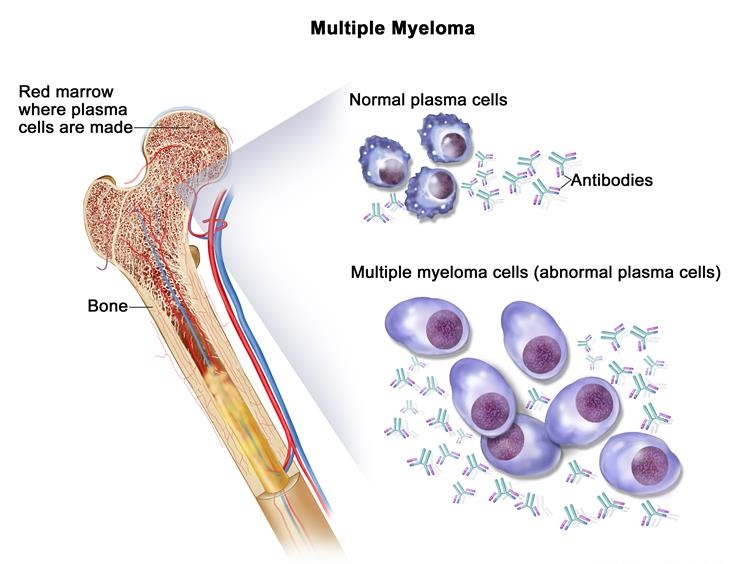 Multiple Myeloma
Red marrow
where plasma
cells are made
Bone
Normal plasma cells
Antibodies
Multiple myeloma cells (abnormal plasma cells)